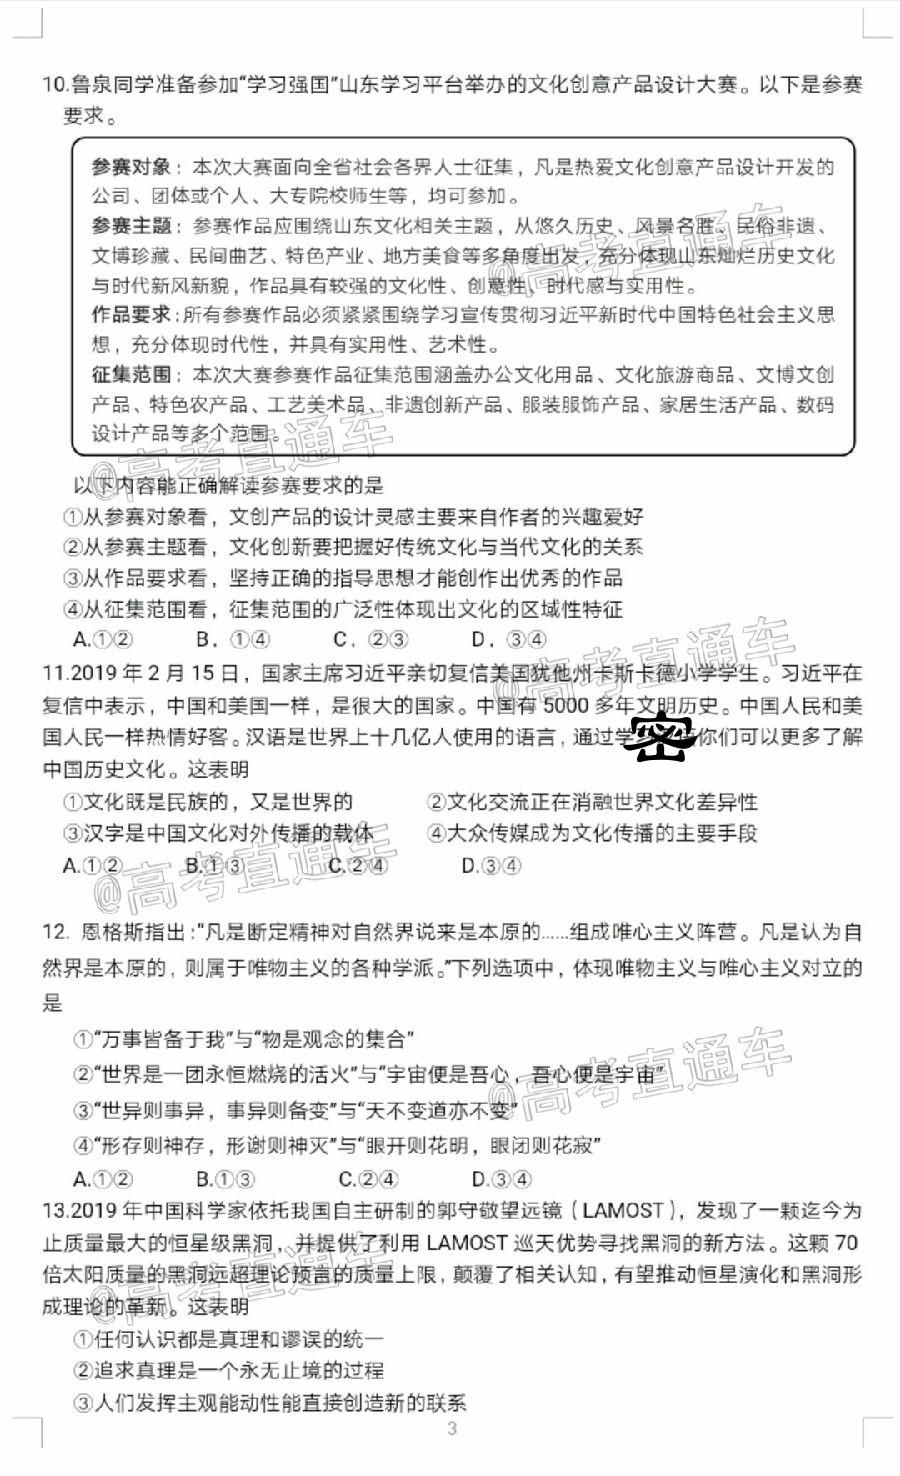 10.鲁泉同学准备参加“学习强国”山东学习平台举办的文化创意产品设计大赛。以下是参赛
要求。
参赛对象：本次大赛面向全省社会各界人士征集，凡是热爱文化创意产品设计开发的
公司、团体或个人、大专院校师生等，均可参加。
参赛主题：参赛作品应围绕山东文化相关主题，从悠久历史、风景名胜、民俗非遗、
文博珍藏、民间曲艺、特色产业、地方美食等多角度出发，充分体现山东灿烂历史文化
与时代新风新貌，作品具有较强的文化性、创意性、时代感与实用性。
作品要求:所有参赛作品必须紧紧围绕学习宣传贯彻习近平新时代中国特色社会主义思
想，充分体现时代性，并具有实用性、艺术性。
征集范围：本次大赛参赛作品征集范围涵盖办公文化用品、文化旅游商品、文博文创
产品、特色农产品、工艺美术品、非遗创新产品、服装服饰产品、家居生活产品、数码
设计产品等多个范围。
以下内容能正确解读参赛要求的是
①从参赛对象看，文创产品的设计灵感主要来自作者的兴趣爱好
②从参赛主题看，文化创新要把握好传统文化与当代文化的关系
③从作品要求看，坚持正确的指导思想才能创作出优秀的作品
④从征集范围看，征集范围的广泛性体现出文化的区域性特征
A.①② B．①④ C．②③ D．③④
11.2019 年 2 月 15 日，国家主席习近平亲切复信美国犹他州卡斯卡德小学学生。习近平在
复信中表示，中国和美国一样，是很大的国家。中国有 5000 多年文明历史。中国人民和美
国人民一样热情好客。汉语是世界上十几亿人使用的语言，通过学密你们可以更多了解
中国历史文化。这表明
①文化既是民族的，又是世界的 ②文化交流正在消融世界文化差异性
③汉字是中国文化对外传播的载体 ④大众传媒成为文化传播的主要手段
A.①② B.①③ C.②④ D.③④
12. 恩格斯指出:“凡是断定精神对自然界说来是本原的……组成唯心主义阵营。凡是认为自
然界是本原的，则属于唯物主义的各种学派。”下列选项中，体现唯物主义与唯心主义对立的
是
①“万事皆备于我”与“物是观念的集合”
②“世界是一团永恒燃烧的活火”与“宇宙便是吾心，吾心便是宇宙”
③“世异则事异，事异则备变”与“天不变道亦不变”
④“形存则神存，形谢则神灭”与“眼开则花明，眼闭则花寂”
A.①② B.①③ C.②④ D.③④
13.2019 年中国科学家依托我国自主研制的郭守敬望远镜（LAMOST），发现了一颗迄今为
止质量最大的恒星级黑洞，并提供了利用 LAMOST 巡天优势寻找黑洞的新方法。这颗 70
倍太阳质量的黑洞远超理论预言的质量上限，颠覆了相关认知，有望推动恒星演化和黑洞形
成理论的革新。这表明
①任何认识都是真理和谬误的统一
②追求真理是一个永无止境的过程
③人们发挥主观能动性能直接创造新的联系
3
@高考直通车
@高考直通车
@高考直通车
@高考直通车
@高考直通车
@高考直通车